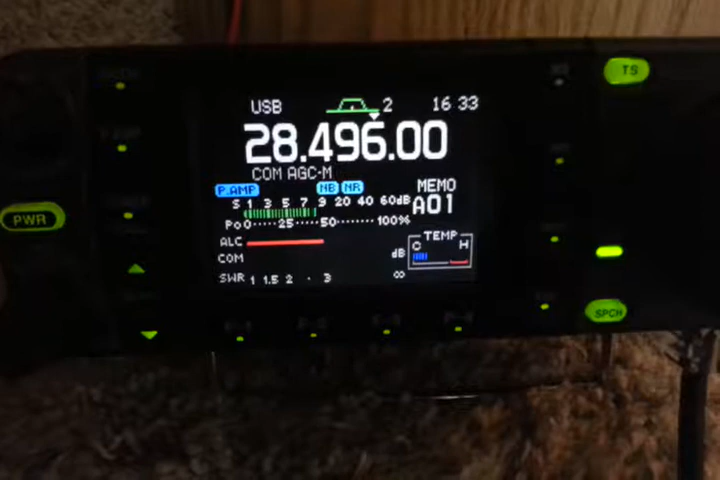 USB 2 16 33
TS
28.496.00
COM AGC-M
P.AMP NB NR MEMO
S 1 3 5 7 9 20 40 60dB A01
PWR
Po 0 25 50 100%
ALC TEMP
COM dB C H
SWR 1 1.5 2 3 ∞
SPCH